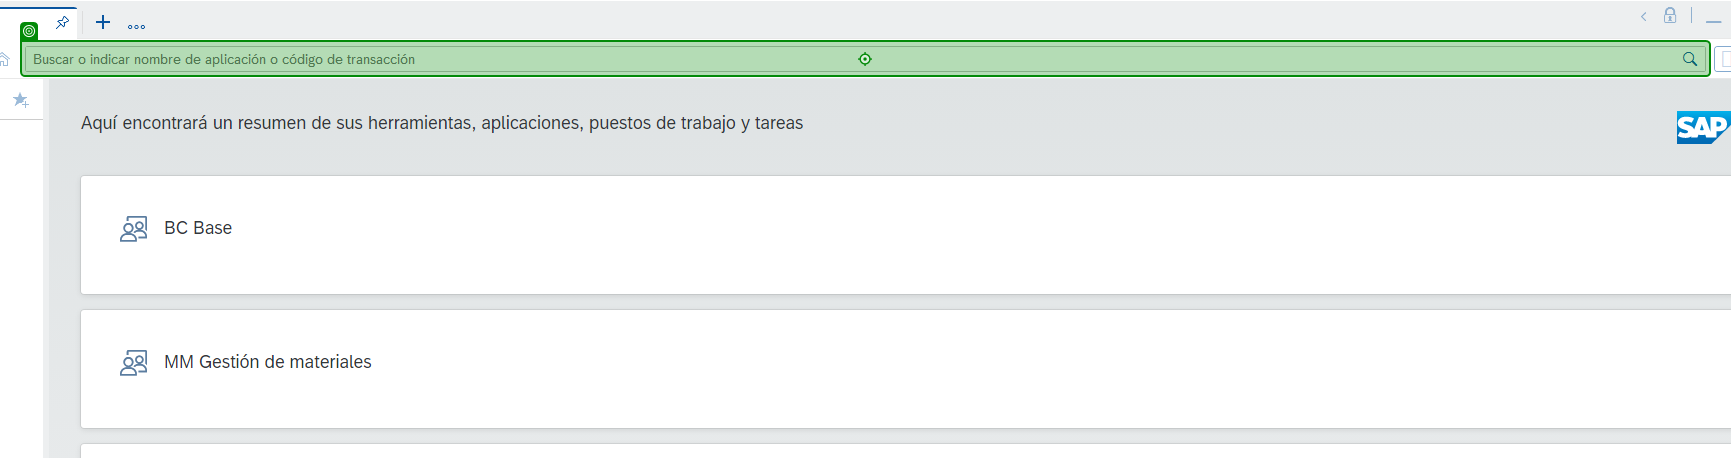 Buscar o indicar nombre de aplicación o código de transacción
Aquí encontrará un resumen de sus herramientas, aplicaciones, puestos de trabajo y tareas
SAP
BC Base
MM Gestión de materiales